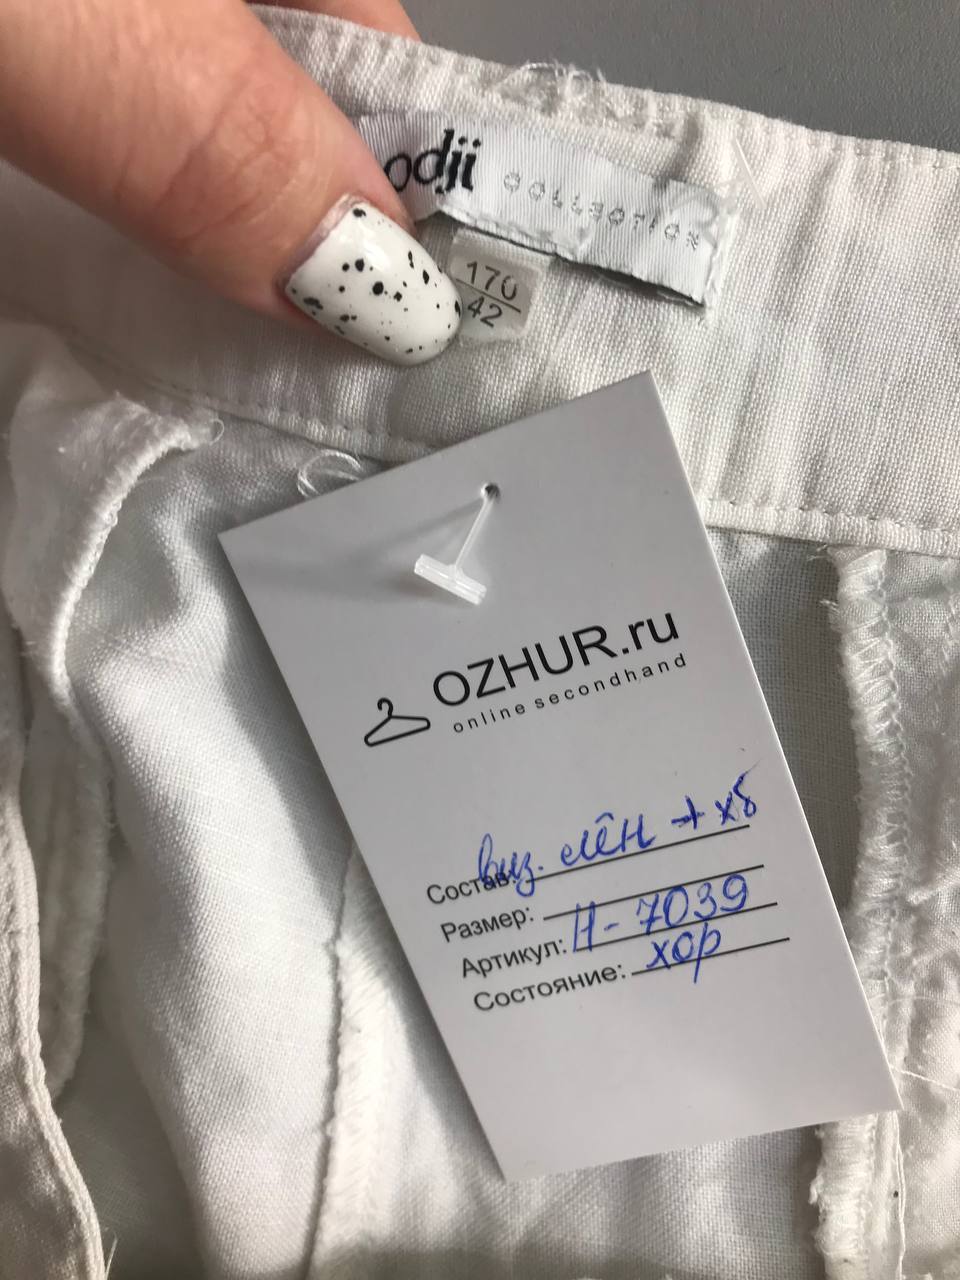 odji COLLECTION
170
42
OZHUR.ru
online secondhand
Состав: виз. лён + хб
Размер:
Артикул: Н-7039
Состояние: хор